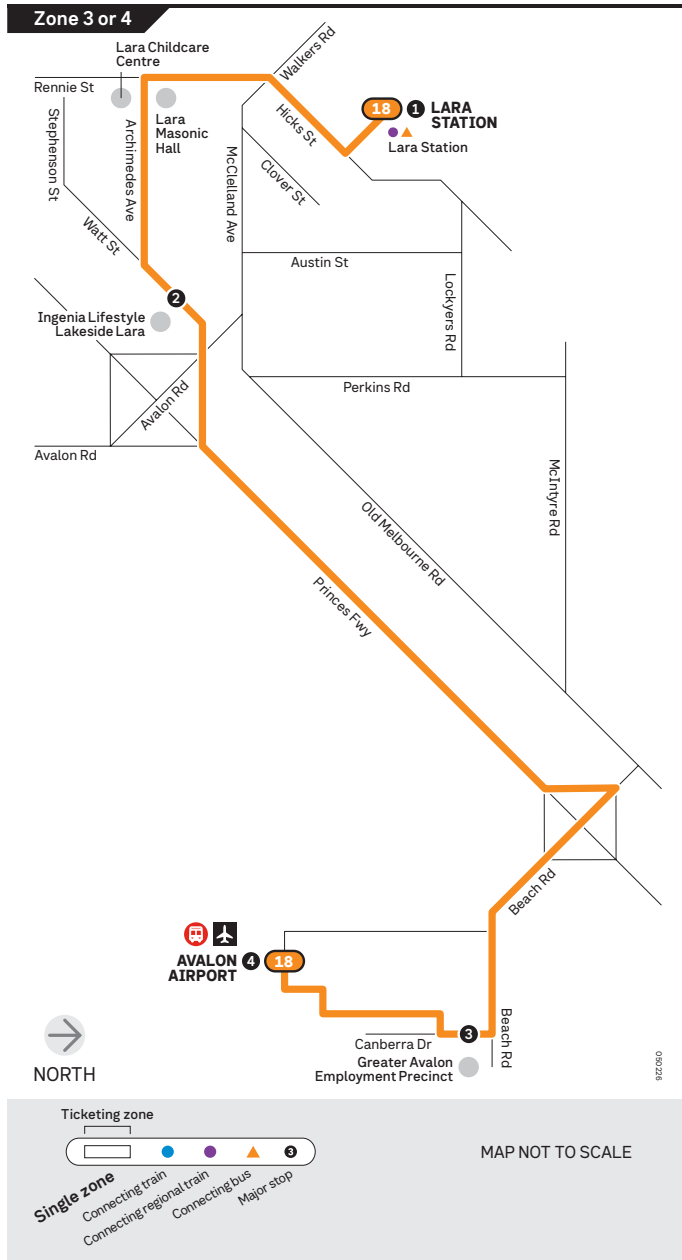 Zone 3 or 4
Lara Childcare
Centre
Rennie St
Stephenson St
Archimedes Ave
Lara
Masonic
Hall
Walkers Rd
Hicks St
18
1
LARA
STATION
Lara Station
McClelland Ave
Clover St
Watt St
Austin St
Lockyers Rd
2
Ingenia Lifestyle
Lakeside Lara
Avalon Rd
Perkins Rd
Avalon Rd
McIntyre Rd
Old Melbourne Rd
Princes Fwy
Beach Rd
AVALON
AIRPORT
4
18
3
Beach Rd
Canberra Dr
Greater Avalon
Employment Precinct
NORTH
050226
Ticketing zone
3
Single zone
Connecting train
Connecting regional train
Connecting bus
Major stop
MAP NOT TO SCALE